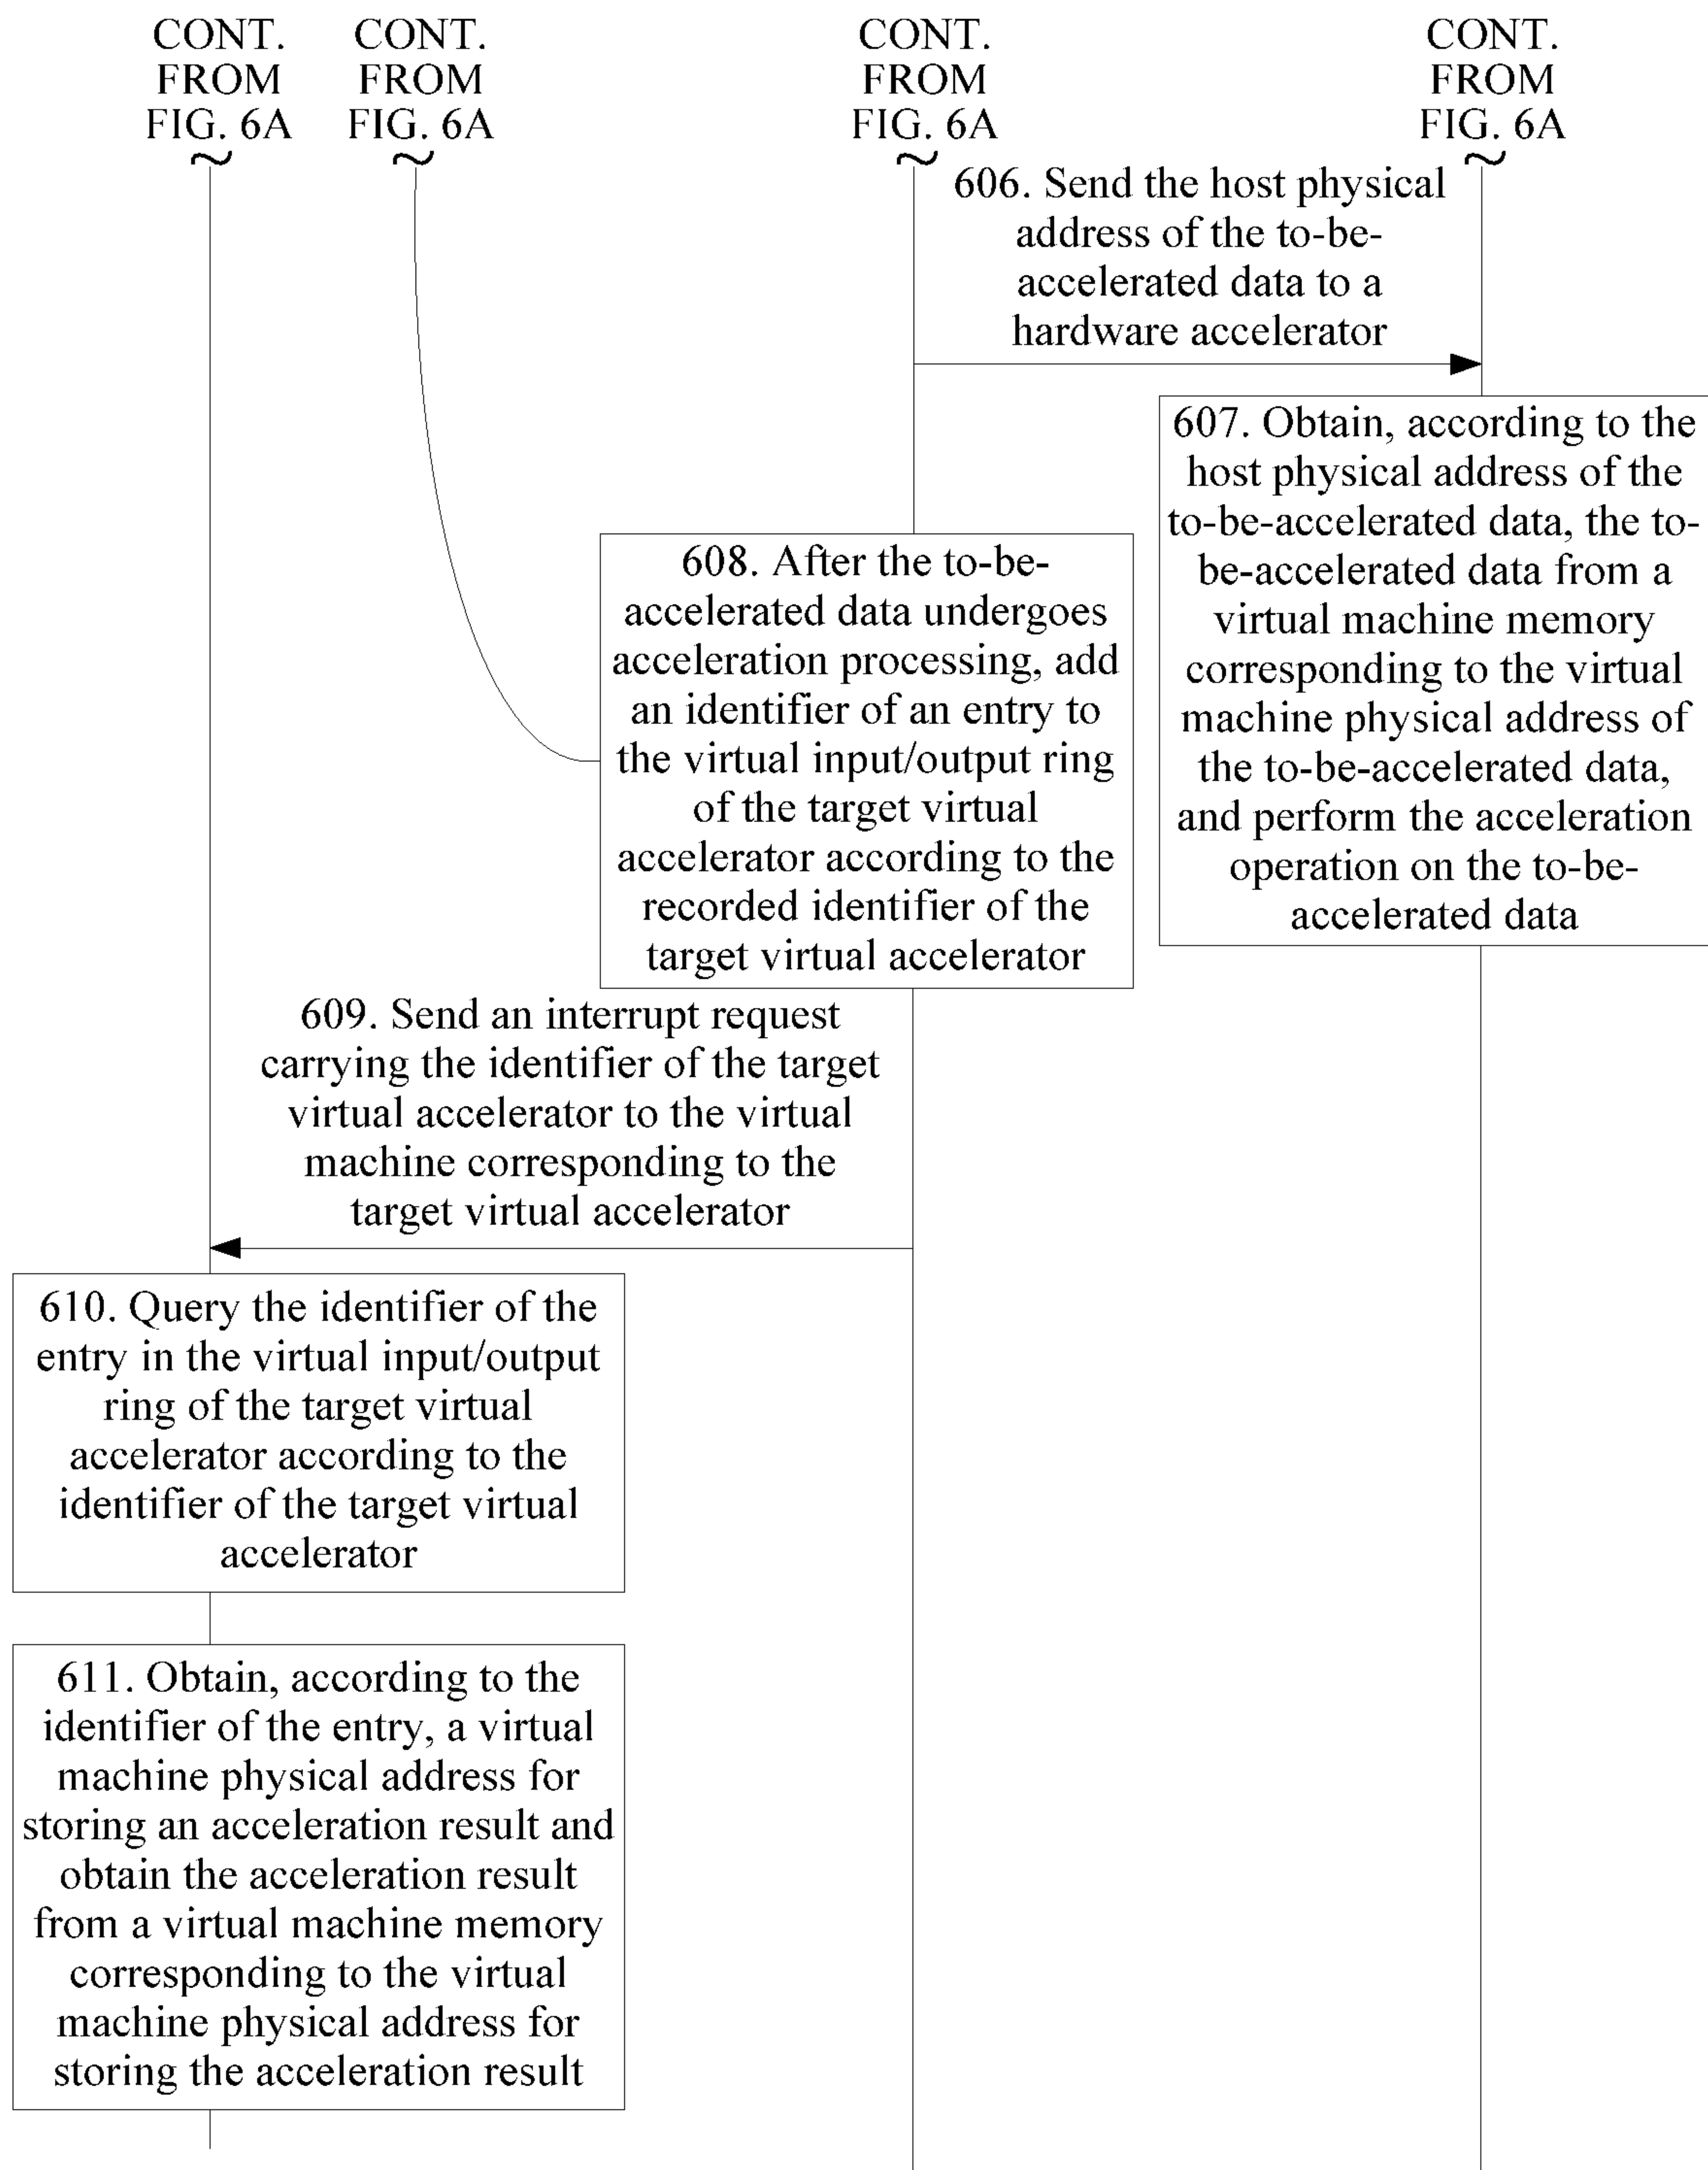 CONT.
FROM
FIG. 6A
CONT.
FROM
FIG. 6A
CONT.
FROM
FIG. 6A
CONT.
FROM
FIG. 6A
606. Send the host physical
address of the to-be-
accelerated data to a
hardware accelerator
607. Obtain, according to the
host physical address of the
to-be-accelerated data, the to-
be-accelerated data from a
virtual machine memory
corresponding to the virtual
machine physical address of
the to-be-accelerated data,
and perform the acceleration
operation on the to-be-
accelerated data
608. After the to-be-
accelerated data undergoes
acceleration processing, add
an identifier of an entry to
the virtual input/output ring
of the target virtual
accelerator according to the
recorded identifier of the
target virtual accelerator
609. Send an interrupt request
carrying the identifier of the target
virtual accelerator to the virtual
machine corresponding to the
target virtual accelerator
610. Query the identifier of the
entry in the virtual input/output
ring of the target virtual
accelerator according to the
identifier of the target virtual
accelerator
611. Obtain, according to the
identifier of the entry, a virtual
machine physical address for
storing an acceleration result and
obtain the acceleration result
from a virtual machine memory
corresponding to the virtual
machine physical address for
storing the acceleration result